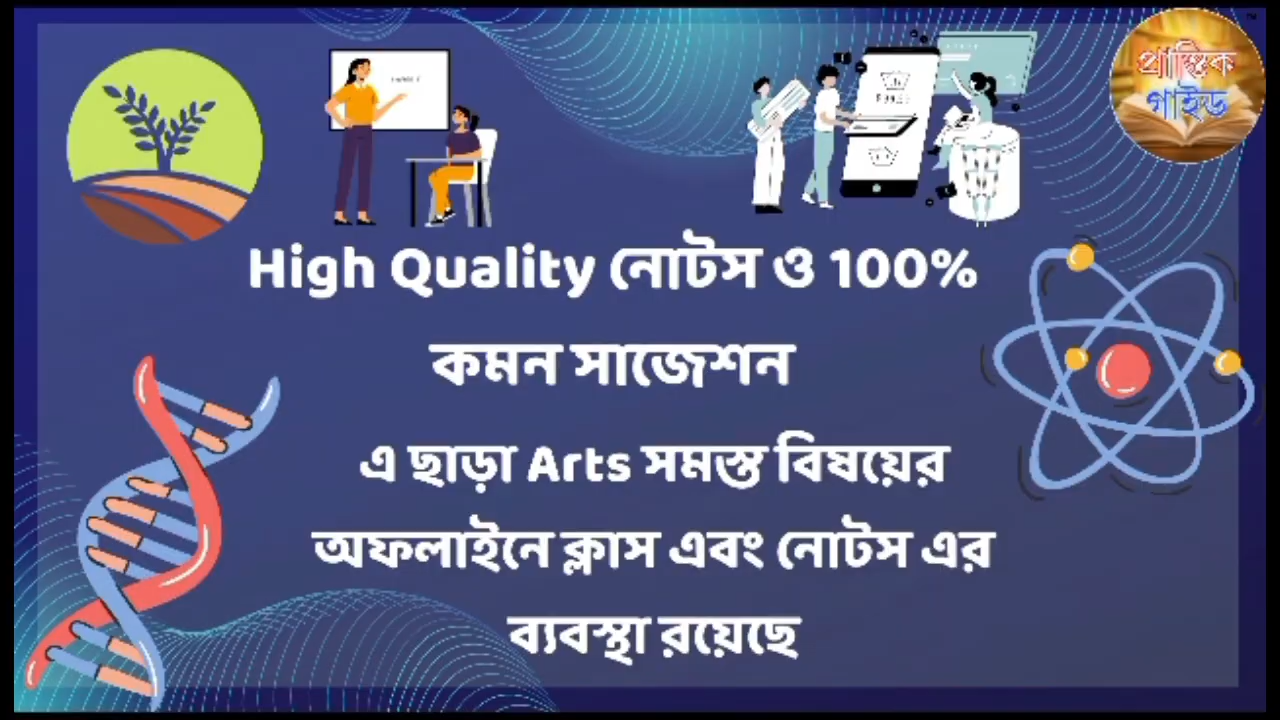 প্রান্তিক
গাইড
High Quality নোটস ও 100%
কমন সাজেশন
এ ছাড়া Arts সমস্ত বিষয়ের
অফলাইনে ক্লাস এবং নোটস এর
ব্যবস্থা রয়েছে